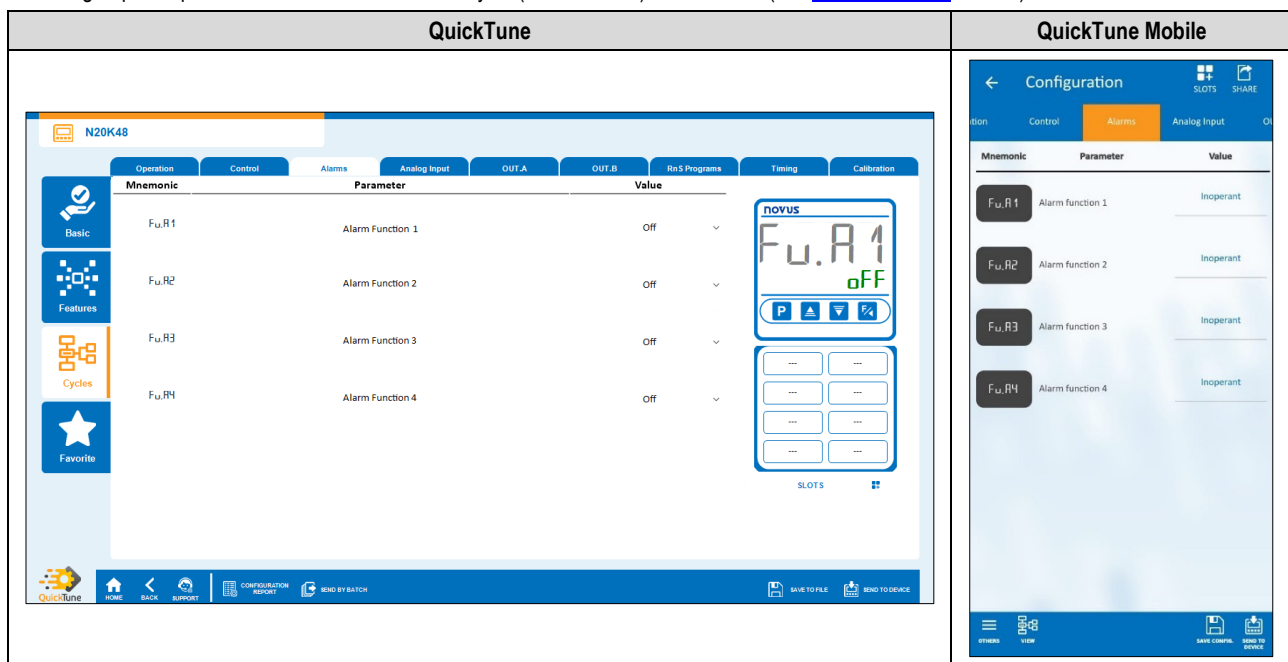 QuickTune
QuickTune Mobile
N20K48
Operation Control Alarms Analog Input OUT.A OUT.B RnS Programs Timing Calibration
Mnemonic Parameter Value
Basic
Features
Cycles
Favorite
Fu.A1 Alarm Function 1 Off
Fu.A2 Alarm Function 2 Off
Fu.A3 Alarm Function 3 Off
Fu.A4 Alarm Function 4 Off
novus
Fu.A1
oFF
P F/
--- ---
--- ---
--- ---
--- ---
SLOTS
QuickTune
HOME BACK SUPPORT
CONFIGURATION
REPORT
SEND BY BATCH
SAVE TO FILE SEND TO DEVICE
Configuration
SLOTS SHARE
ation Control Alarms Analog Input OU
Mnemonic Parameter Value
Fu.A1 Alarm function 1 Inoperant
Fu.A2 Alarm function 2 Inoperant
Fu.A3 Alarm function 3 Inoperant
Fu.A4 Alarm function 4 Inoperant
OTHERS VIEW
SAVE CONFIG. SEND TO
DEVICE